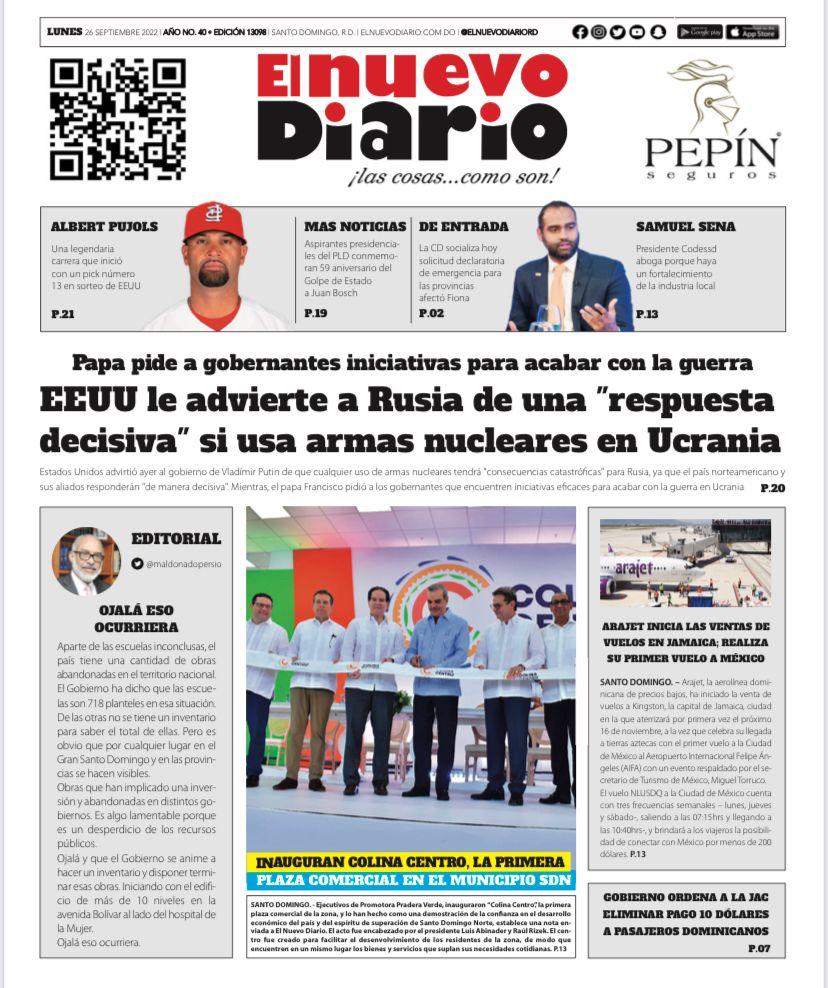 LUNES 26 SEPTIEMBRE 2022 | AÑO NO. 40 • EDICIÓN 13098 | SANTO DOMINGO, R.D. | ELNUEVODIARIO.COM.DO | @ELNUEVODIARIORD
Google play
App Store
El nuevo
Diario
¡las cosas...como son!
PEPÍN
seguros
ALBERT PUJOLS
Una legendaria
carrera que inició
con un pick número
13 en sorteo de EEUU
P.21
MAS NOTICIAS
Aspirantes presidencia-
les del PLD conmemo-
ran 59 aniversario del
Golpe de Estado
a Juan Bosch
P.19
DE ENTRADA
La CD socializa hoy
solicitud declaratoria
de emergencia para
las provincias
afectó Fiona
P.02
SAMUEL SENA
Presidente Codessd
aboga porque haya
un fortalecimiento
de la industria local
P.13
Papa pide a gobernantes iniciativas para acabar con la guerra
EEUU le advierte a Rusia de una "respuesta
decisiva" si usa armas nucleares en Ucrania
Estados Unidos advirtió ayer al gobierno de Vladímir Putin de que cualquier uso de armas nucleares tendrá "consecuencias catastróficas" para Rusia, ya que el país norteamericano y
sus aliados responderán "de manera decisiva". Mientras, el papa Francisco pidió a los gobernantes que encuentren iniciativas eficaces para acabar con la guerra en Ucrania P.20
EDITORIAL
@maldonadopersio
OJALÁ ESO
OCURRIERA
Aparte de las escuelas inconclusas, el
país tiene una cantidad de obras
abandonadas en el territorio nacional.
El Gobierno ha dicho que las escue-
las son 718 planteles en esa situación.
De las otras no se tiene un inventario
para saber el total de ellas. Pero es
obvio que por cualquier lugar en el
Gran Santo Domingo y en las provin-
cias se hacen visibles.
Obras que han implicado una inver-
sión y abandonadas en distintos go-
biernos. Es algo lamentable porque
es un desperdicio de los recursos
públicos.
Ojalá y que el Gobierno se anime a
hacer un inventario y disponer termi-
nar esas obras. Iniciando con el edifi-
cio de más de 10 niveles en la
avenida Bolívar al lado del hospital de
la Mujer.
Ojalá eso ocurriera.
INAUGURAN COLINA CENTRO, LA PRIMERA
PLAZA COMERCIAL EN EL MUNICIPIO SDN
SANTO DOMINGO. - Ejecutivos de Promotora Pradera Verde, inauguraron "Colina Centro", la primera
plaza comercial de la zona, y lo han hecho como una demostración de la confianza en el desarrollo
económico del país y del espíritu de superación de Santo Domingo Norte, establece una nota en-
viada a El Nuevo Diario. El acto fue encabezado por el presidente Luis Abinader y Raúl Rizek. El cen-
tro fue creado para facilitar el desenvolvimiento de los residentes de la zona, de modo que
encuentren en un mismo lugar los bienes y servicios que suplan sus necesidades cotidianas. P.13
arajet
ARAJET INICIA LAS VENTAS DE
VUELOS EN JAMAICA; REALIZA
SU PRIMER VUELO A MÉXICO
SANTO DOMINGO. – Arajet, la aerolínea domi-
nicana de precios bajos, ha iniciado la venta de
vuelos a Kingston, la capital de Jamaica, ciudad
en la que aterrizará por primera vez el próximo
16 de noviembre, a la vez que celebra su llegada
a tierras aztecas con el primer vuelo a la Ciudad
de México al Aeropuerto Internacional Felipe Án-
geles (AIFA) con un evento respaldado por el se-
cretario de Turismo de México, Miguel Torruco.
El vuelo NLUSDQ a la Ciudad de México cuenta
con tres frecuencias semanales – lunes, jueves
y sábado-, saliendo a las 07:15hrs y llegando a
las 10:40hrs-, y brindará a los viajeros la posibili-
dad de conectar con México por menos de 200
dólares. P.13
GOBIERNO ORDENA A LA JAC
ELIMINAR PAGO 10 DÓLARES
A PASAJEROS DOMINICANOS
P.07